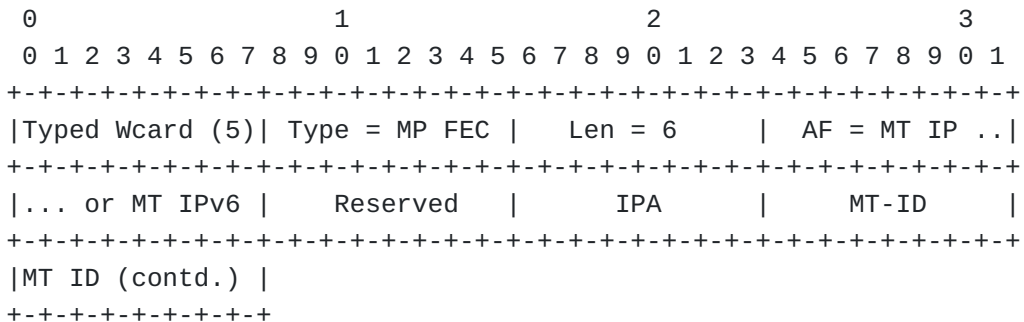 0                   1                   2                   3
 0 1 2 3 4 5 6 7 8 9 0 1 2 3 4 5 6 7 8 9 0 1 2 3 4 5 6 7 8 9 0 1
+-+-+-+-+-+-+-+-+-+-+-+-+-+-+-+-+-+-+-+-+-+-+-+-+-+-+-+-+-+-+-+-+
|Typed Wcard (5)| Type = MP FEC |   Len = 6     |  AF = MT IP ..|
+-+-+-+-+-+-+-+-+-+-+-+-+-+-+-+-+-+-+-+-+-+-+-+-+-+-+-+-+-+-+-+-+
|... or MT IPv6 |    Reserved   |      IPA      |     MT-ID     |
+-+-+-+-+-+-+-+-+-+-+-+-+-+-+-+-+-+-+-+-+-+-+-+-+-+-+-+-+-+-+-+-+
|MT ID (contd.) |
+-+-+-+-+-+-+-+-+